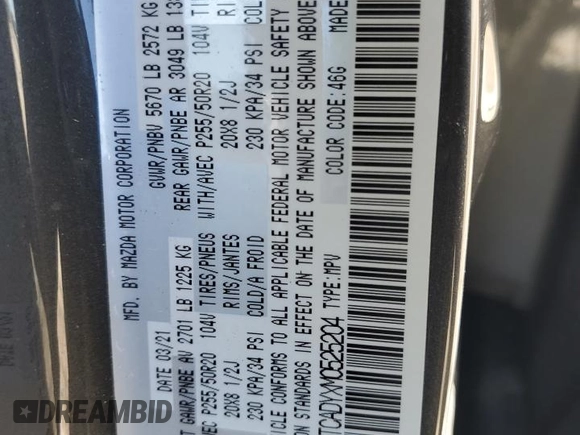 MFD. BY MAZDA MOTOR CORPORATION
DATE 03/21 GVWR/PNBV 5670 LB 2572 KG
GAWR/PNBE AV 2701 LB 1225 KG REAR GAWR/PNBE AR 3049 LB
P255/50R20 104V TIRES/PNEUS WITH/AVEC P255/50R20 104V
20X8 1/2J RIMS/JANTES 20X8 1/2J
230 KPA/34 PSI COLD/A FROID 230 KPA/34 PSI
CONFORMS TO ALL APPLICABLE FEDERAL MOTOR VEHICLE SAFETY
STANDARDS IN EFFECT ON THE DATE OF MANUFACTURE SHOWN ABOVE
TCADYXM0525204 TYPE:MPV COLOR CODE:46G MADE
BIDHISTORY